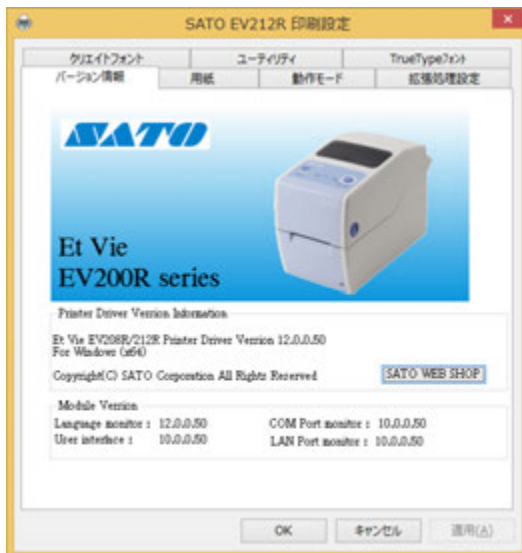 SATO EV212R 印刷設定
クリエイトフォント ユーティリティ TrueTypeフォント
バージョン情報 用紙 動作モード 拡張処理設定
SATO
Et Vie
EV200R series
Printer Driver Version Information
Et Vie EV208R/212R Printer Driver Version 12.0.0.50
For Windows (x64)
Copyright(C) SATO Corporation All Rights Reserved SATO WEB SHOP
Module Version
Language monitor : 12.0.0.50 COM Port monitor : 10.0.0.50
User interface : 10.0.0.50 LAN Port monitor : 10.0.0.50
OK キャンセル 適用(A)